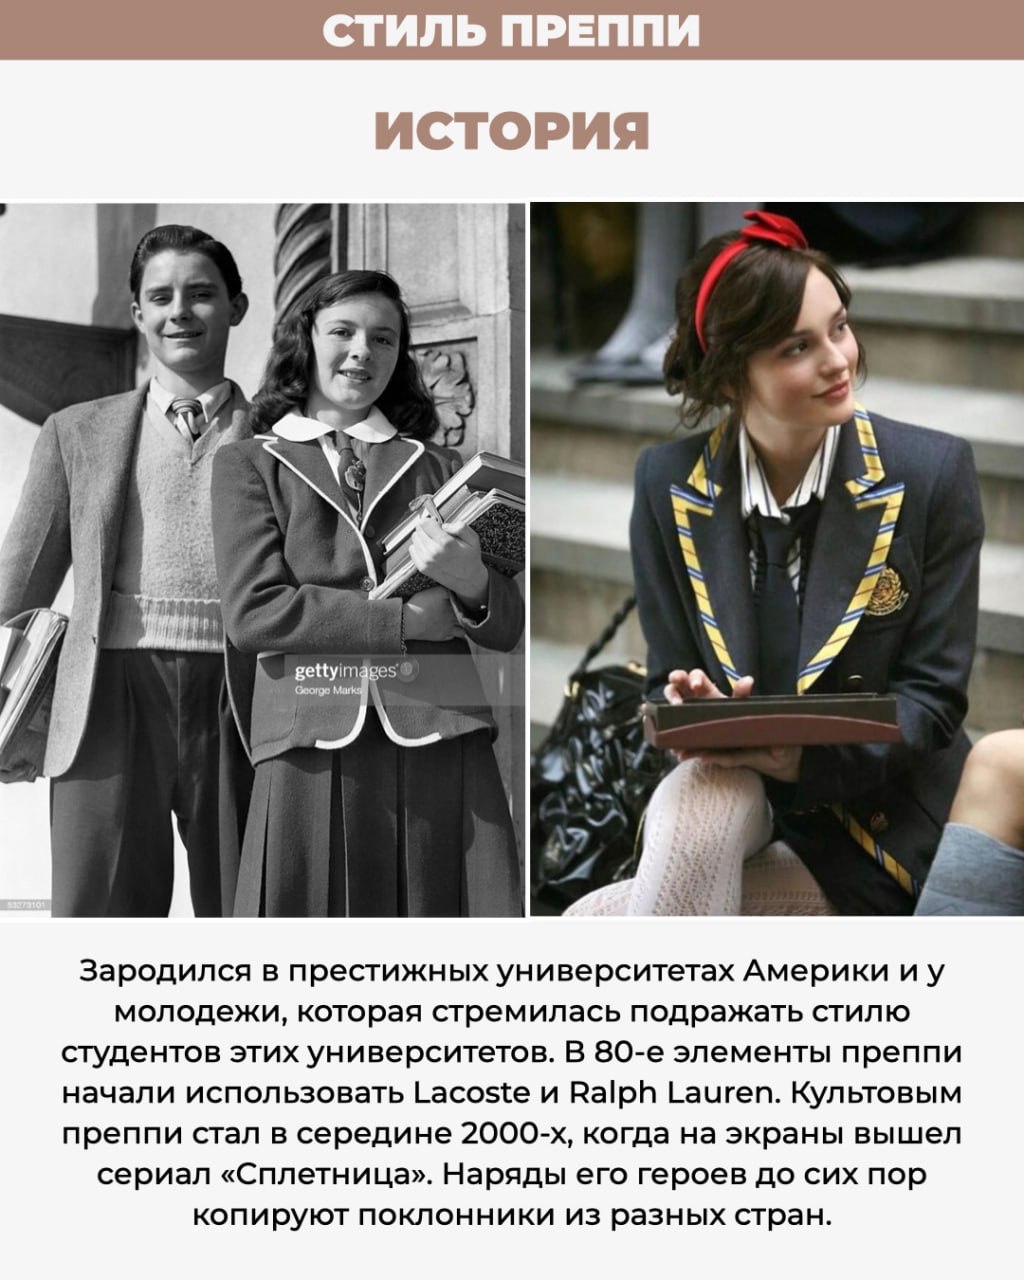 СТИЛЬ ПРЕППИ
ИСТОРИЯ
gettyimages®
George Marks
53273101
Зародился в престижных университетах Америки и у
молодежи, которая стремилась подражать стилю
студентов этих университетов. В 80-е элементы преппи
начали использовать Lacoste и Ralph Lauren. Культовым
преппи стал в середине 2000-х, когда на экраны вышел
сериал «Сплетница». Наряды его героев до сих пор
копируют поклонники из разных стран.